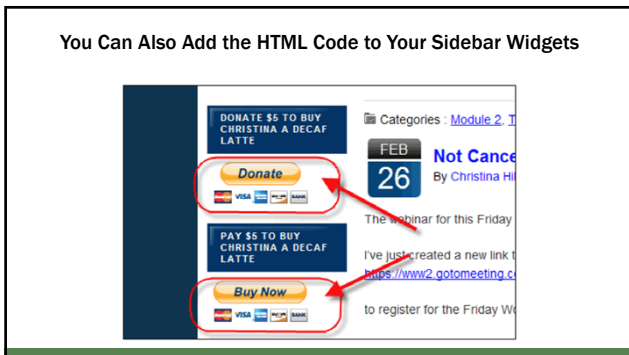 You Can Also Add the HTML Code to Your Sidebar Widgets
DONATE $5 TO BUY
CHRISTINA A DECAF
LATTE
Donate
VISA
BANK
PAY $5 TO BUY
CHRISTINA A DECAF
LATTE
Buy Now
VISA
BANK
Categories : Module 2, T
FEB
26
Not Cance
By Christina Hil
The webinar for this Friday
I've just created a new link t
https://www2.gotomeeting.c
to register for the Friday Wo